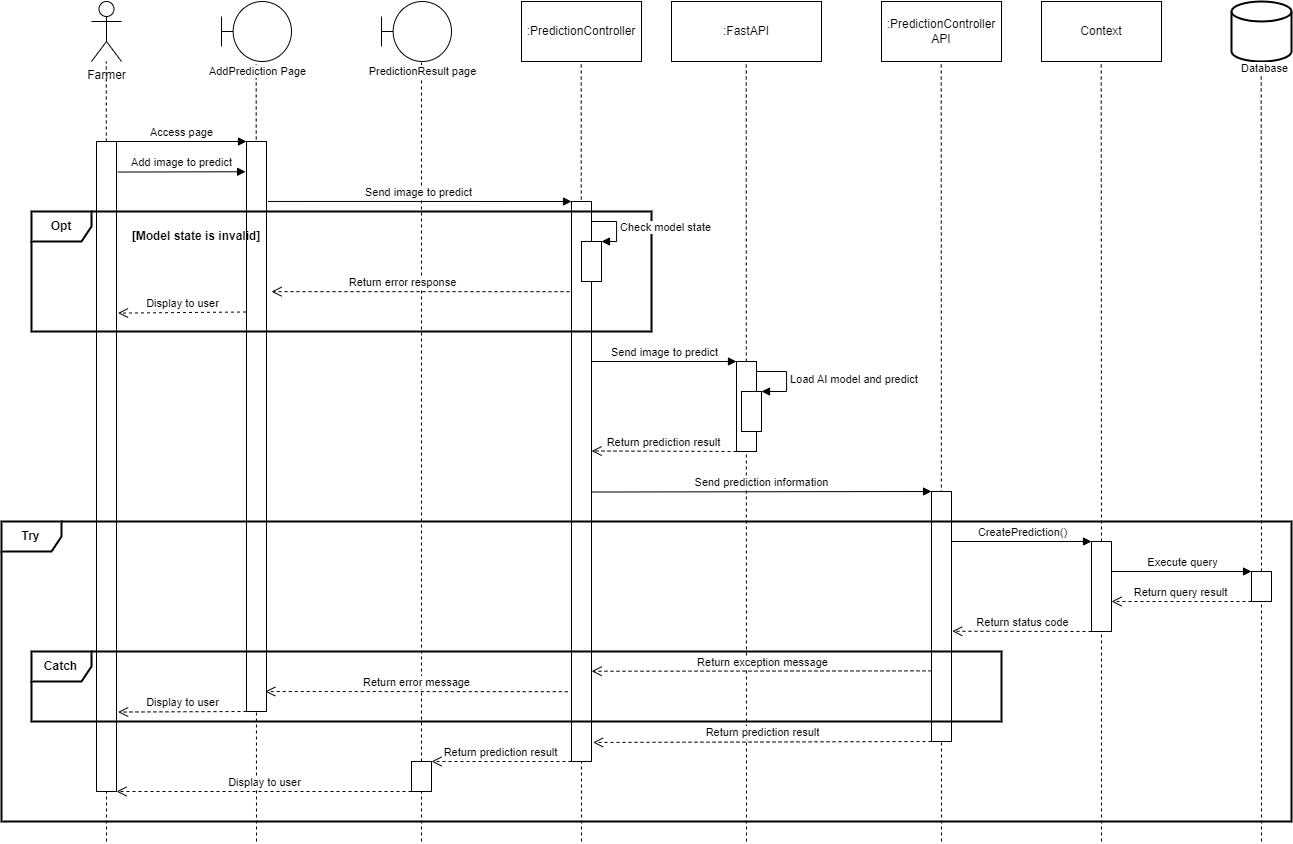 Farmer
AddPrediction Page
PredictionResult page
:PredictionController
:FastAPI
:PredictionController
API
Context
Database
Access page
Add image to predict
Send image to predict
Opt
[Model state is invalid]
Check model state
Return error response
Display to user
Send image to predict
Load AI model and predict
Return prediction result
Send prediction information
Try
CreatePrediction()
Execute query
Return query result
Return status code
Catch
Return exception message
Return error message
Display to user
Return prediction result
Return prediction result
Display to user